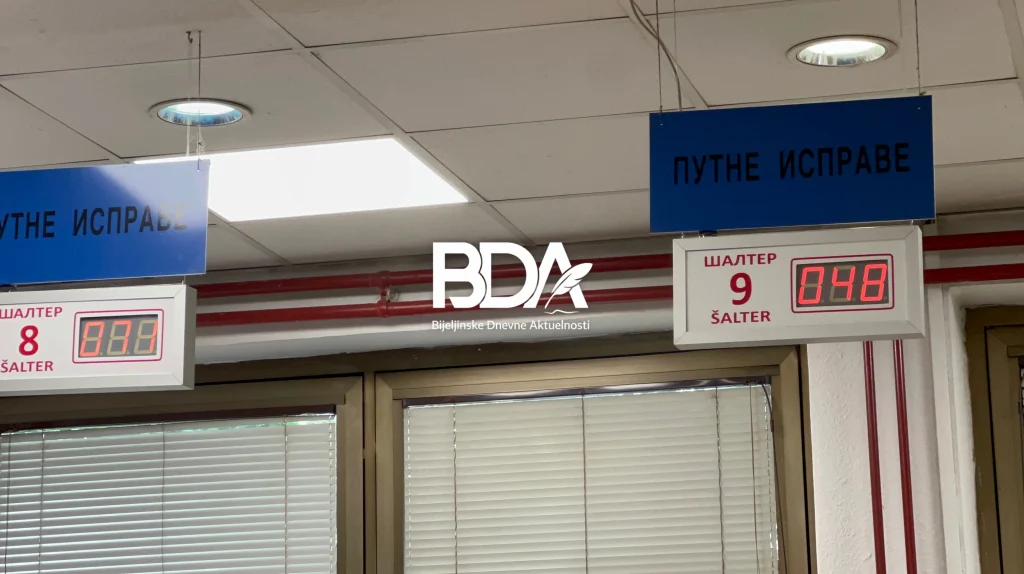 ПУТНЕ ИСПРАВЕ
ШАЛТЕР
9
ŠALTER
048
УТНЕ ИСПРАВЕ
ШАЛТЕР
8
ŠALTER
BDA
Bijeljinske Dnevne Aktuelnosti